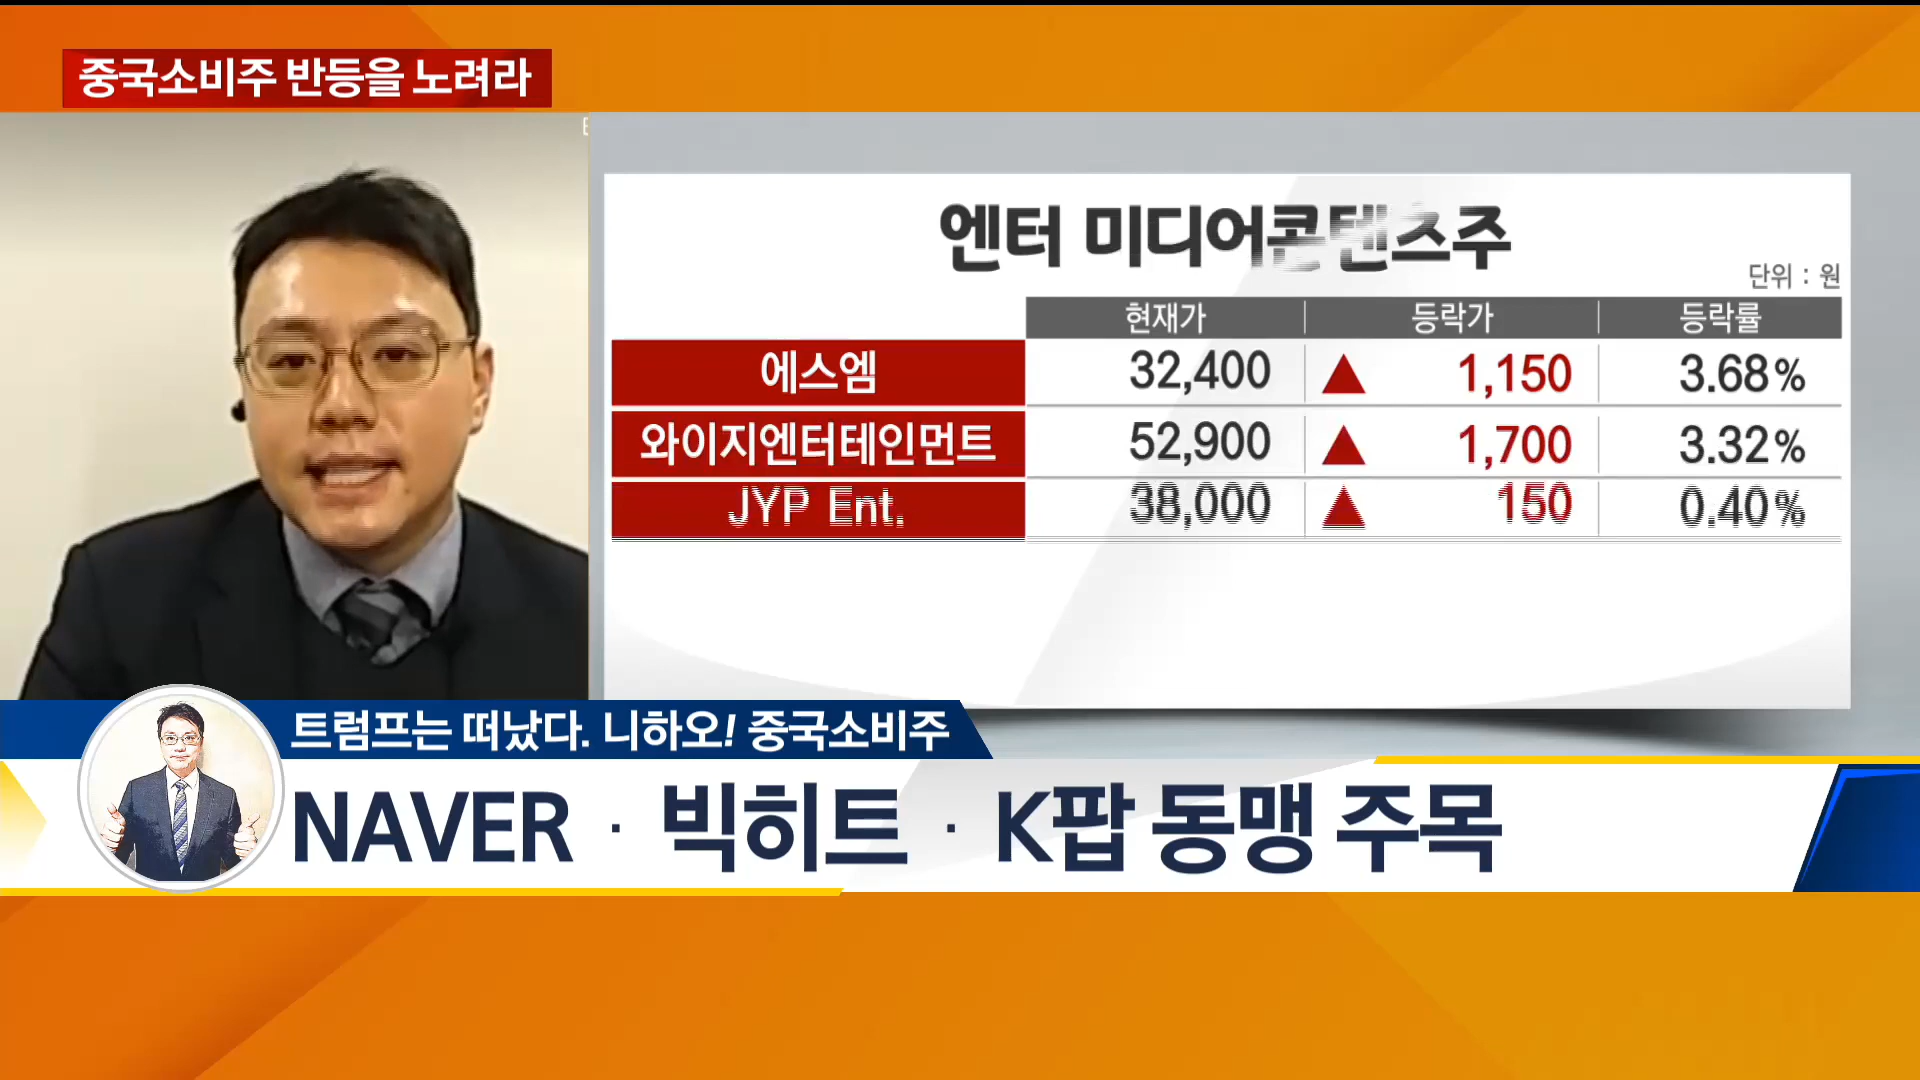 중국소비주 반등을 노려라
엔터 미디어콘텐츠주
단위 : 원
현재가 등락가 등락률
에스엠 32,400 ▲ 1,150 3.68%
와이지엔터테인먼트 52,900 ▲ 1,700 3.32%
JYP Ent. 38,000 ▲ 150 0.40%
트럼프는 떠났다. 니하오! 중국소비주
NAVER · 빅히트 · K팝 동맹 주목